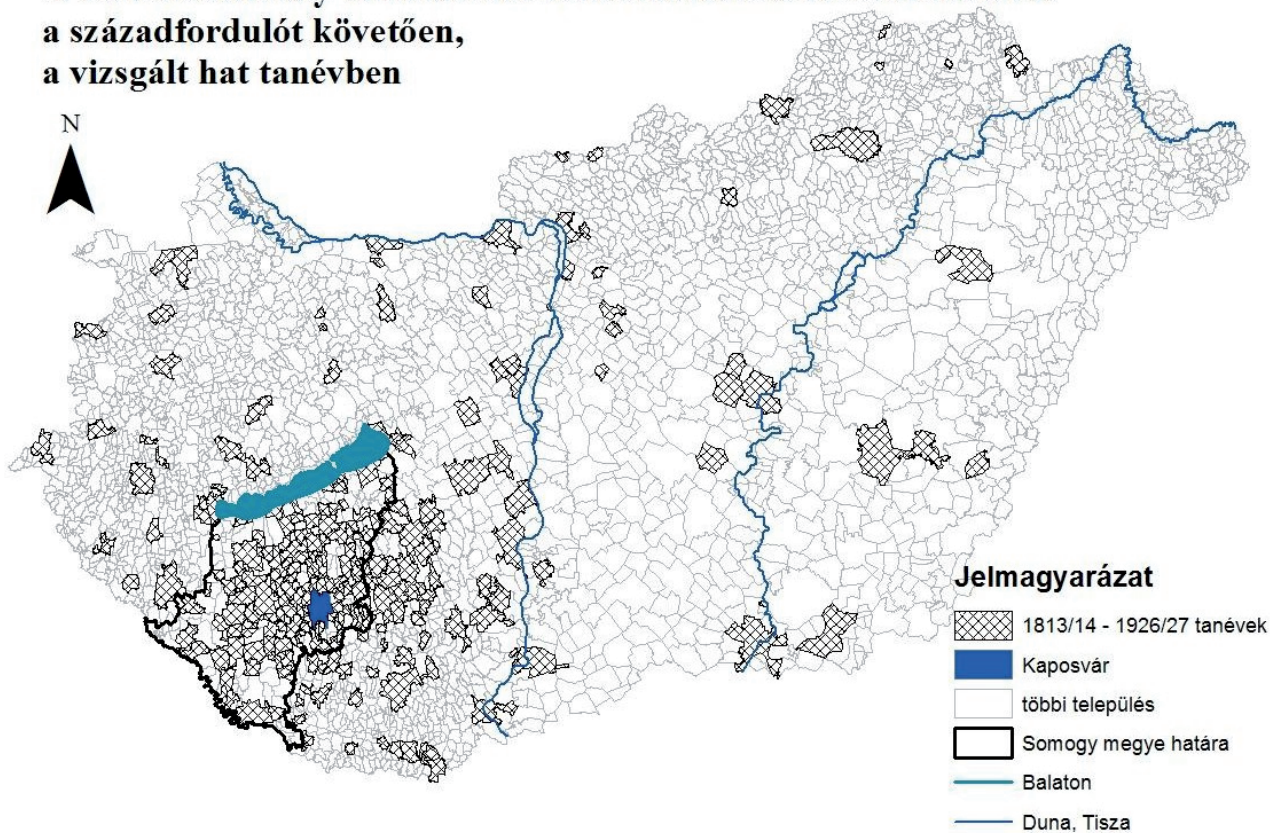 a századfordulót követően,
a vizsgált hat tanévben
N
Jelmagyarázat
1813/14 - 1926/27 tanévek
Kaposvár
többi település
Somogy megye határa
Balaton
Duna, Tisza